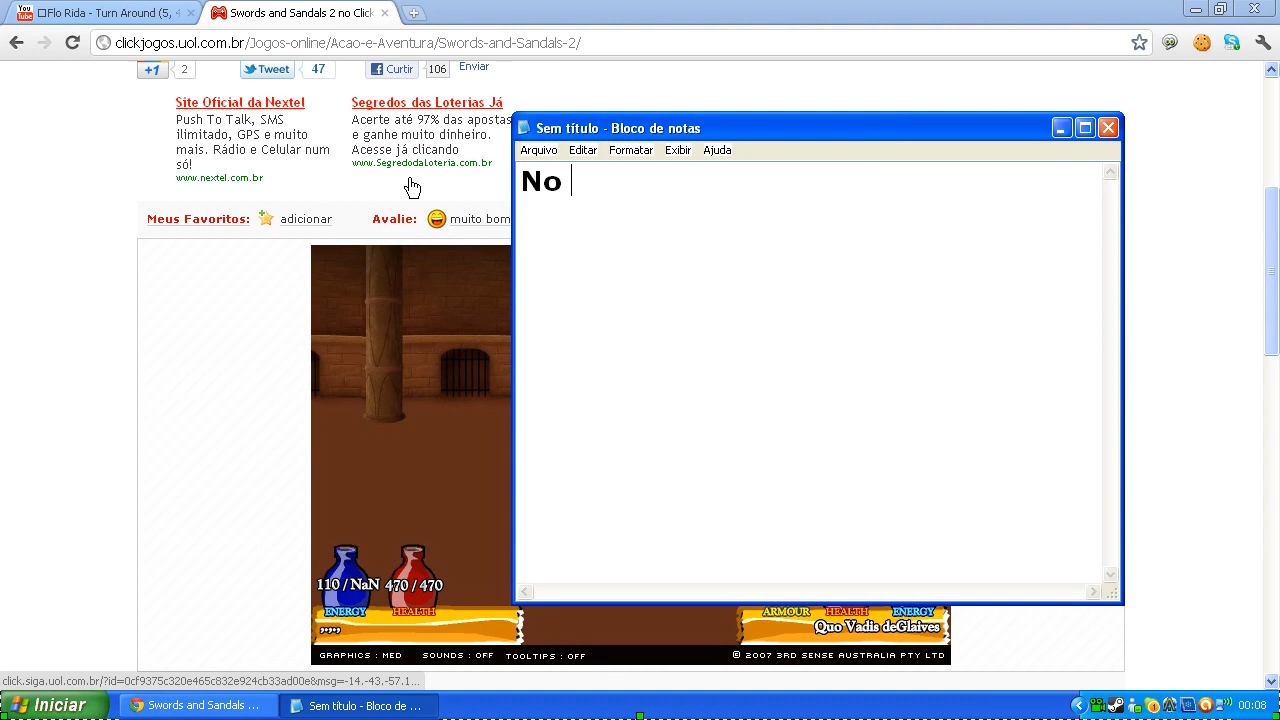 Flo Rida - Turn Around (5, 4
Swords and Sandals 2 no Click
clickjogos.uol.com.br/Jogos-online/Acao-e-Aventura/Swords-and-Sandals-2/
+1
2
Tweet
47
Curtir
106
Enviar
Site Oficial da Nextel
Push To Talk, SMS
ilimitado, GPS e muito
mais. Rádio e Celular num
só!
www.nextel.com.br
Segredos das Loterias Já
Acerte até 97% das apostas
e ganhe muito dinheiro.
Acesse já clicando
www.SegredodaLoteria.com.br
Meus Favoritos:
adicionar
Avalie:
muito bom
Sem título - Bloco de notas
Arquivo Editar Formatar Exibir Ajuda
No
110 / NaN
470 / 470
ENERGY
HEALTH
,,,,,
ARMOUR
HEALTH
ENERGY
Quo Vadis deGlaives
GRAPHICS : MED
SOUNDS : OFF
TOOLTIPS : OFF
© 2007 3RD SENSE AUSTRALIA PTY LTD
click.siga.uol.com.br/?id=0cf9375c320e465c832e924cb33ad00e&msg=-14.-43,-57.1...
Iniciar
Swords and Sandals ...
Sem título - Bloco de ...
00:08